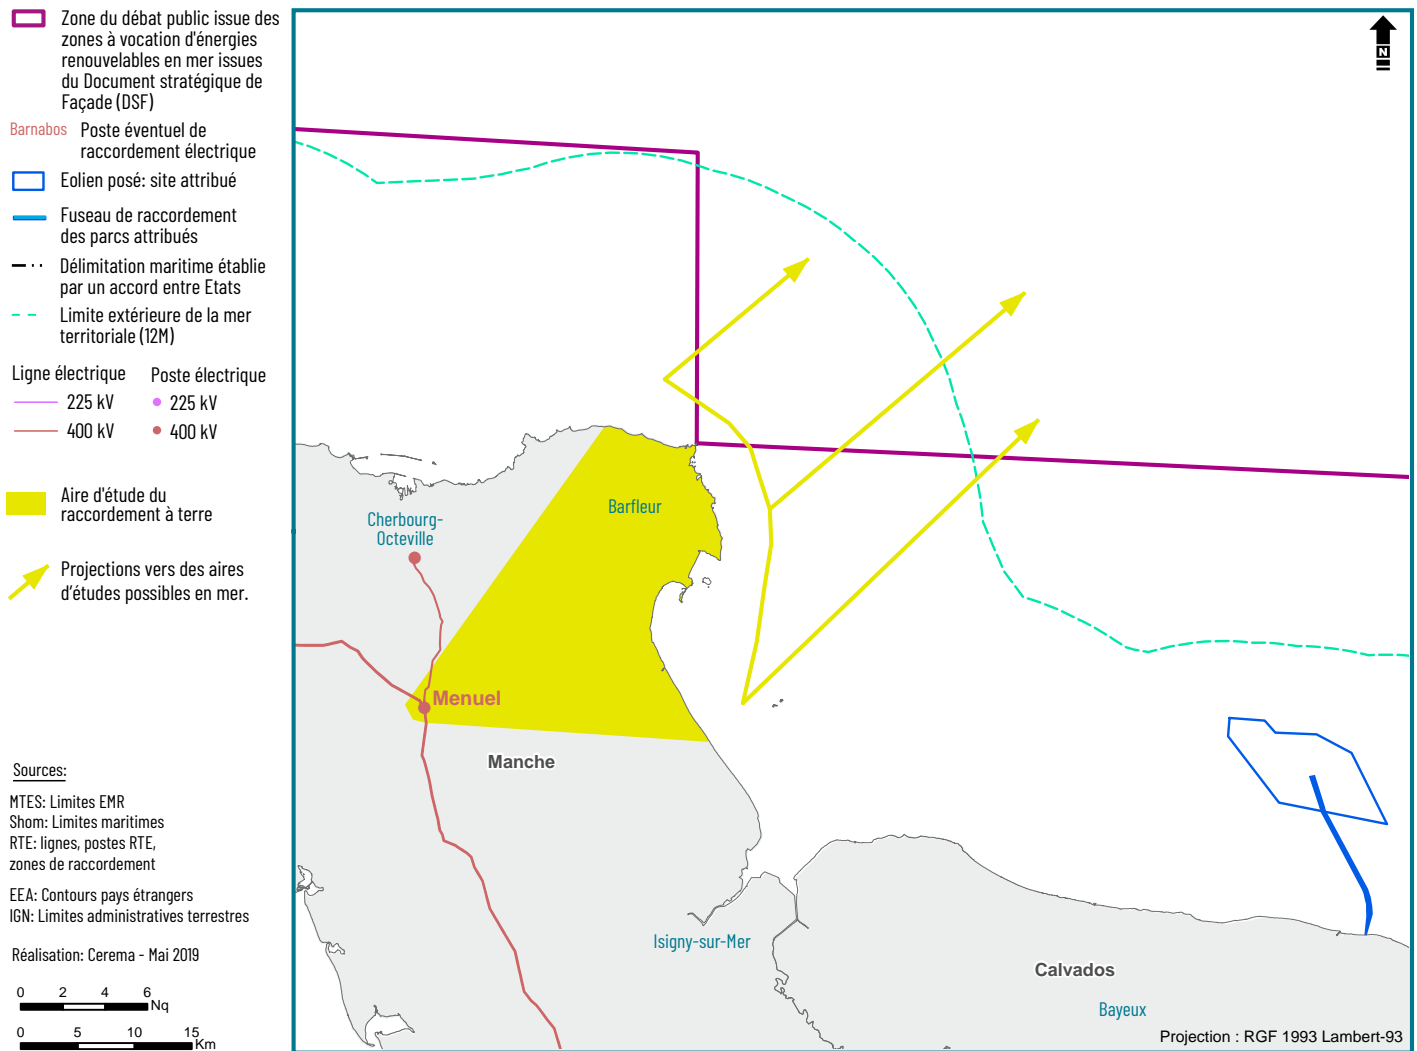 Zone du débat public issue des
zones à vocation d'énergies
renouvelables en mer issues
du Document stratégique de
Façade (DSF)
Barnabos Poste éventuel de
raccordement électrique
Eolien posé: site attribué
Fuseau de raccordement
des parcs attribués
Délimitation maritime établie
par un accord entre Etats
Limite extérieure de la mer
territoriale (12M)
Ligne électrique Poste électrique
225 kV 225 kV
400 kV 400 kV
Aire d'étude du
raccordement à terre
Projections vers des aires
d'études possibles en mer.
Sources:
MTES: Limites EMR
Shom: Limites maritimes
RTE: lignes, postes RTE,
zones de raccordement
EEA: Contours pays étrangers
IGN: Limites administratives terrestres
Réalisation: Cerema - Mai 2019
0 2 4 6
Nq
0 5 10 15
Km
N
Barfleur
Cherbourg-
Octeville
Menuel
Manche
Isigny-sur-Mer
Calvados
Bayeux
Projection : RGF 1993 Lambert-93